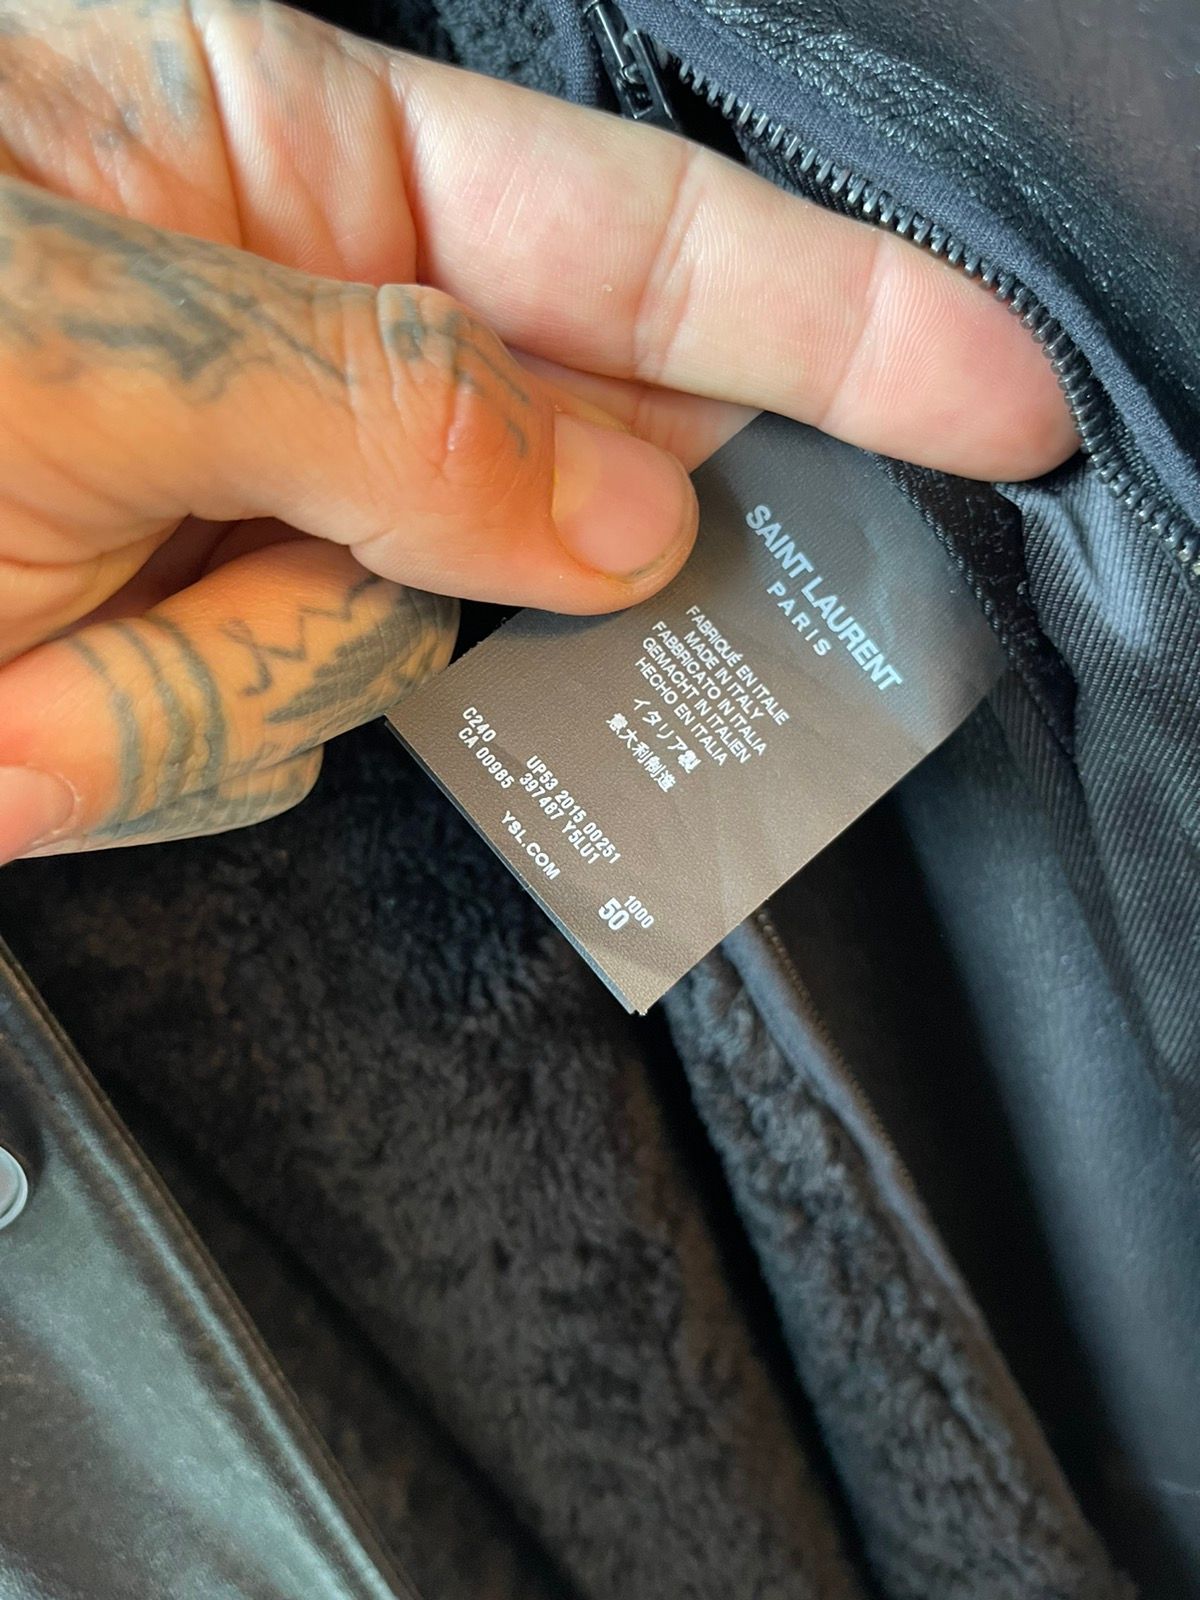 SAINT LAURENT
PARIS
FABRIQUÉ EN ITALIE
MADE IN ITALY
FABBRICATO IN ITALIA
GEMACHT IN ITALIEN
HECHO EN ITALIA
イタリア製
意大利制造
C240 UP53 2015 00251
CA 00985 397487 Y5LU1
YSL.COM
1000
50